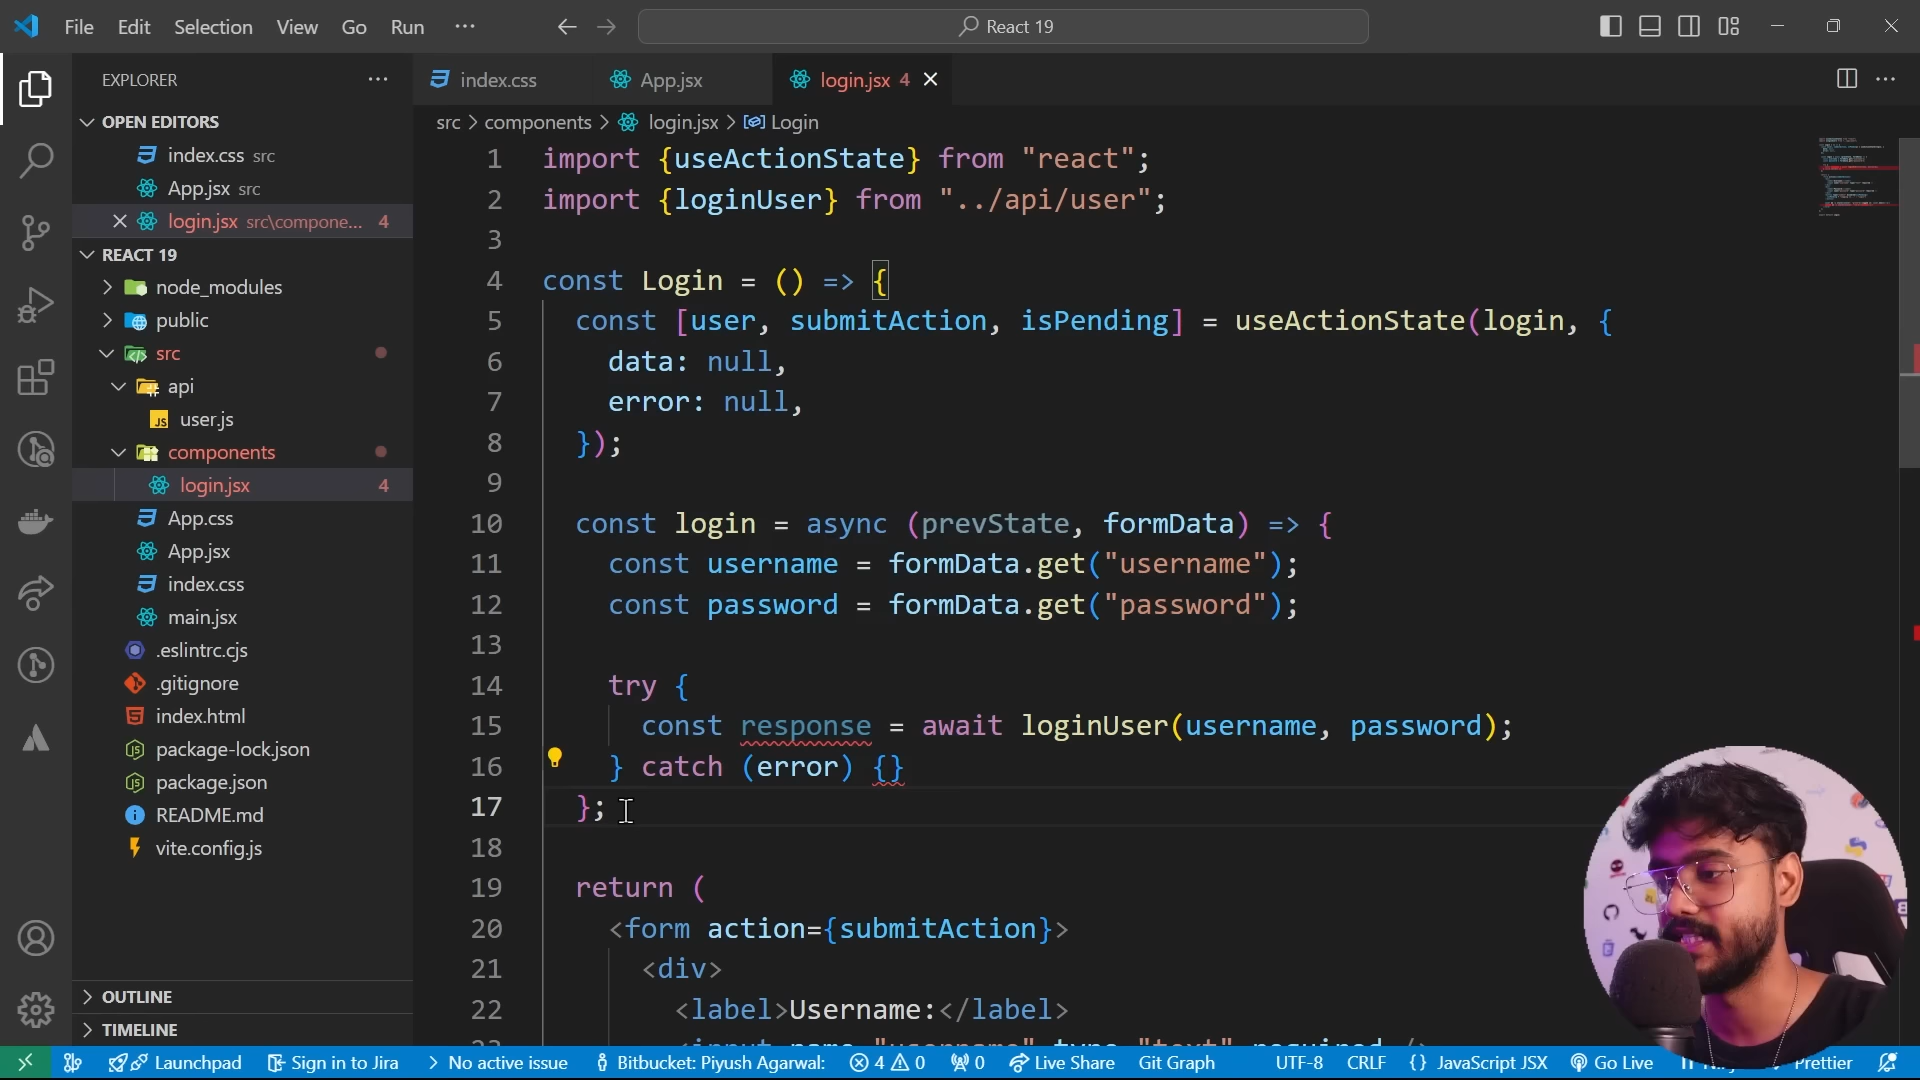 File Edit Selection View Go Run ··· React 19
EXPLORER ···
OPEN EDITORS
index.css src
App.jsx src
login.jsx src\compone... 4
REACT 19
node_modules
public
src
api
JS user.js
components
login.jsx 4
App.css
App.jsx
index.css
main.jsx
.eslintrc.cjs
.gitignore
index.html
package-lock.json
package.json
README.md
vite.config.js
OUTLINE
TIMELINE
index.css App.jsx login.jsx 4
src > components > login.jsx > Login
1 import {useActionState} from "react";
2 import {loginUser} from "../api/user";
3
4 const Login = () => {
5 const [user, submitAction, isPending] = useActionState(login, {
6 data: null,
7 error: null,
8 });
9
10 const login = async (prevState, formData) => {
11 const username = formData.get("username");
12 const password = formData.get("password");
13
14 try {
15 const response = await loginUser(username, password);
16 } catch (error) {}
17 };
18
19 return (
20 <form action={submitAction}>
21 <div>
22 <label>Username:</label>
Launchpad Sign in to Jira No active issue Bitbucket: Piyush Agarwal: 4 0 0 Live Share Git Graph UTF-8 CRLF {} JavaScript JSX Go Live Prettier